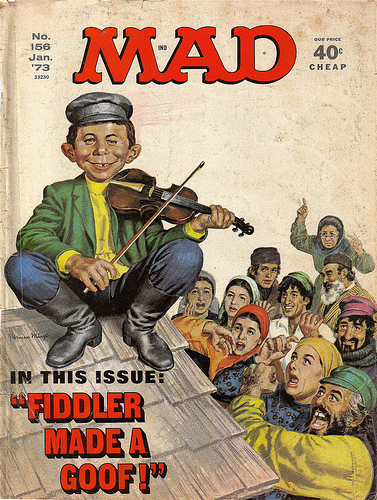 No.
156
Jan.
'73
33230
MAD
IND
OUR PRICE
40¢
CHEAP
IN THIS ISSUE:
"FIDDLER
MADE A
GOOF!"